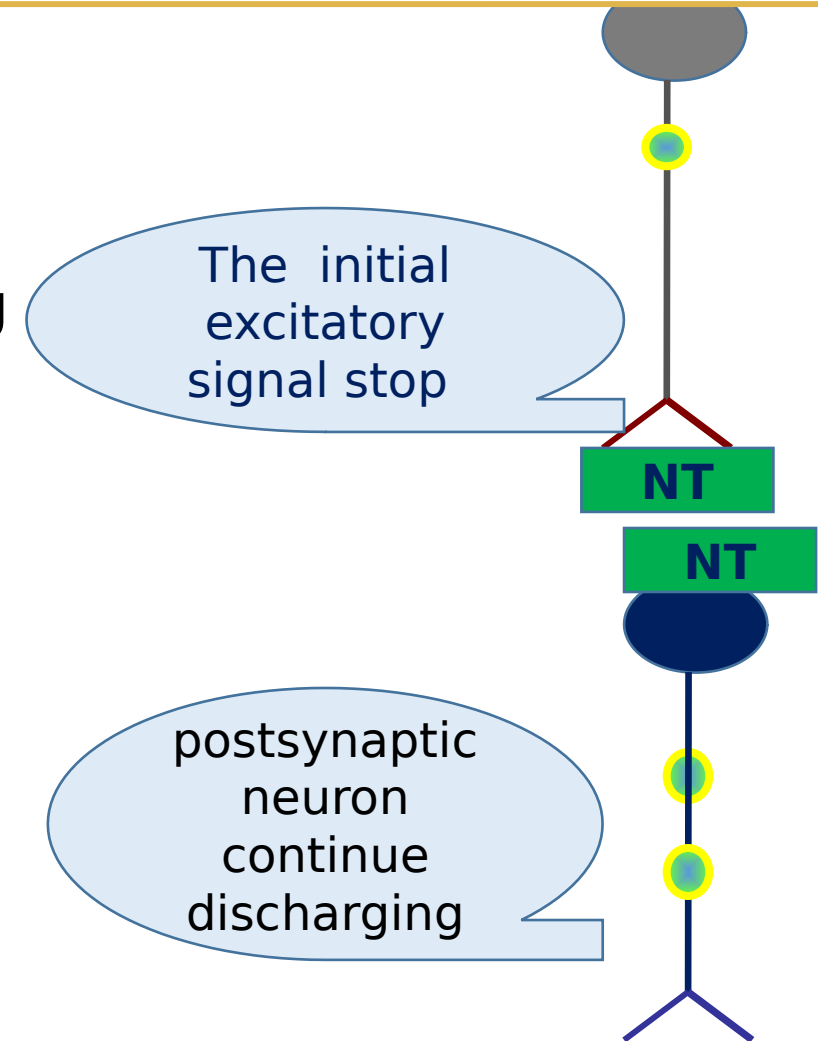 The initial
excitatory
signal stop
NT
NT
postsynaptic
neuron
continue
discharging